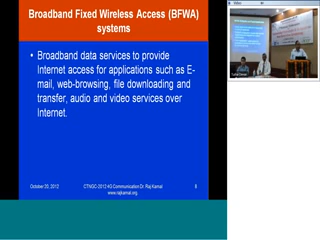 Broadband Fixed Wireless Access (BFWA)
systems
• Broadband data services to provide
Internet access for applications such as E-
mail, web-browsing, file downloading and
transfer, audio and video services over
Internet.
October 20, 2012
CTNGC-2012 4G Communication Dr. Raj Kamal
8
www.rajkamal.org,
Video